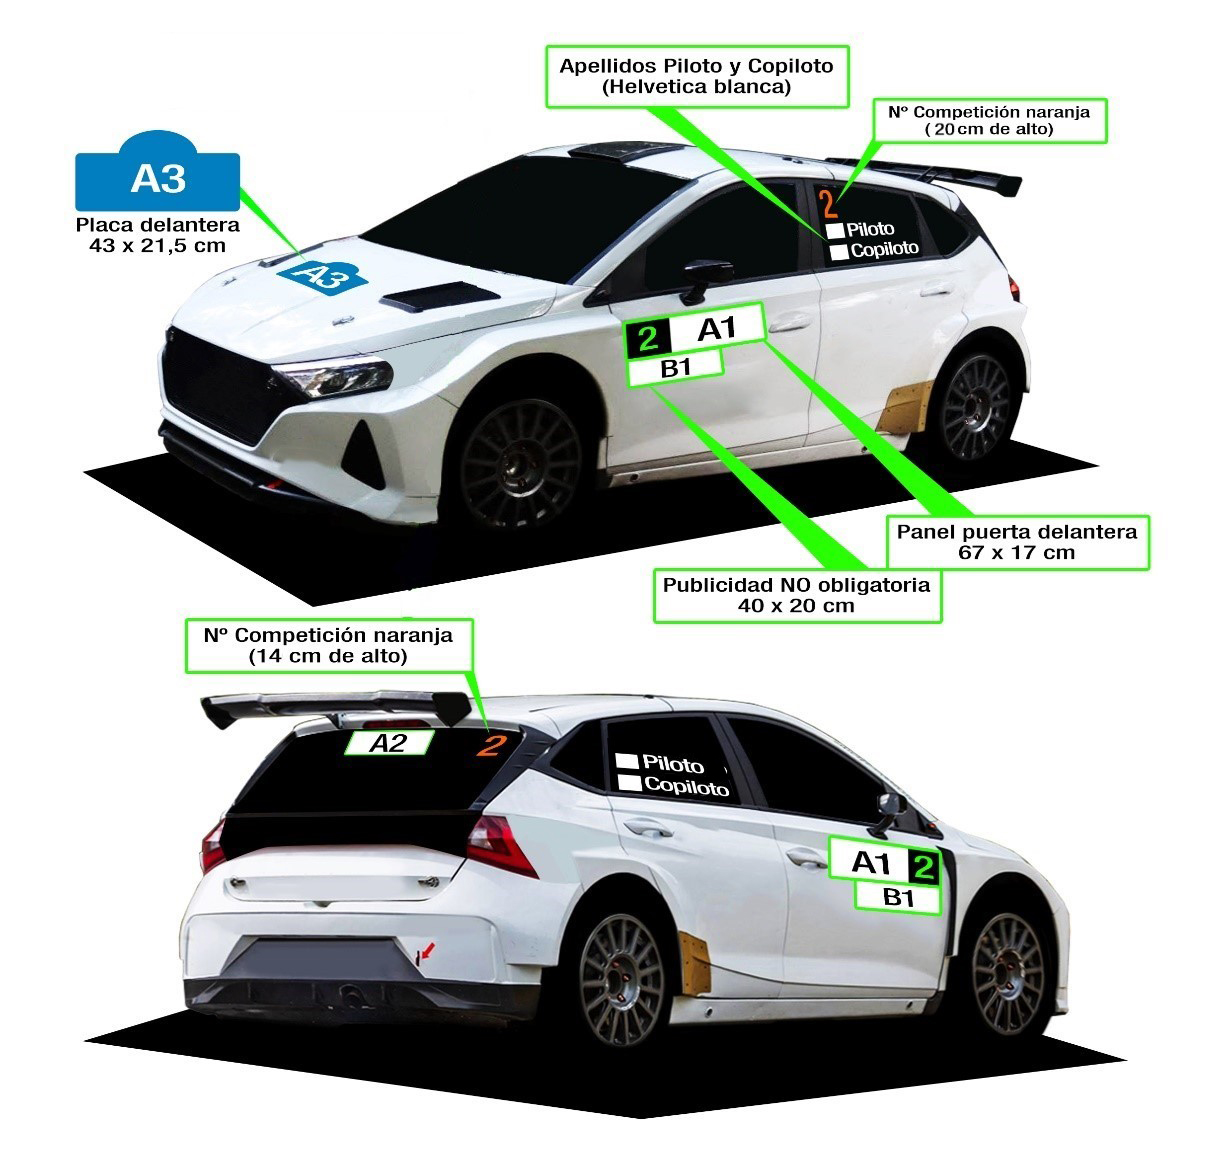 Apellidos Piloto y Copiloto
(Helvetica blanca)
Nº Competición naranja
( 20 cm de alto)
A3
Placa delantera
43 x 21,5 cm
A3
2
Piloto
Copiloto
2 A1
B1
Panel puerta delantera
67 x 17 cm
Publicidad NO obligatoria
40 x 20 cm
Nº Competición naranja
(14 cm de alto)
A2
2
Piloto
Copiloto
A1 2
B1